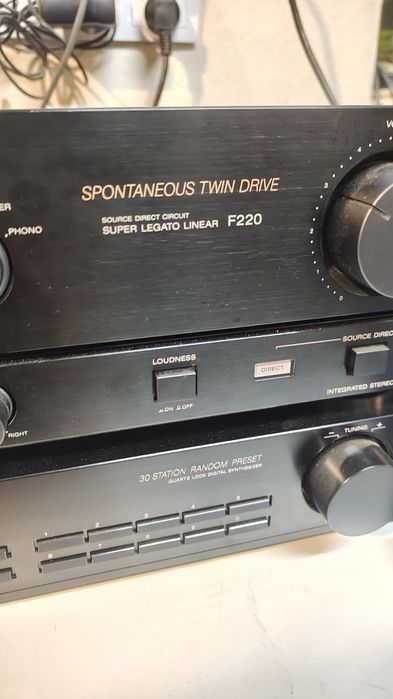 SPONTANEOUS TWIN DRIVE
SOURCE DIRECT CIRCUIT
SUPER LEGATO LINEAR F220
PHONO
4
3
2
1
0
SOURCE DIREC
LOUDNESS
DIRECT
ON OFF
INTEGRATED STEREO
RIGHT
TUNING
− +
30 STATION RANDOM PRESET
QUARTZ LOCK DIGITAL SYNTHESIZER
1 2 3 4 5
6 7 8 9 0